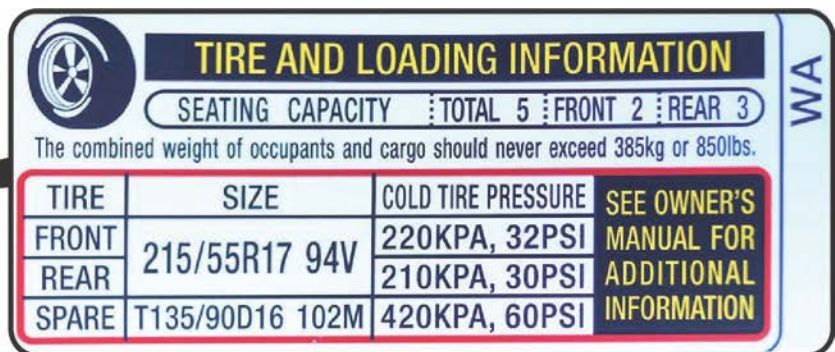 TIRE AND LOADING INFORMATION
SEATING CAPACITY TOTAL 5 FRONT 2 REAR 3
The combined weight of occupants and cargo should never exceed 385kg or 850lbs.
TIRE SIZE COLD TIRE PRESSURE SEE OWNER'S MANUAL FOR ADDITIONAL INFORMATION
FRONT 215/55R17 94V 220KPA, 32PSI
REAR 210KPA, 30PSI
SPARE T135/90D16 102M 420KPA, 60PSI
WA